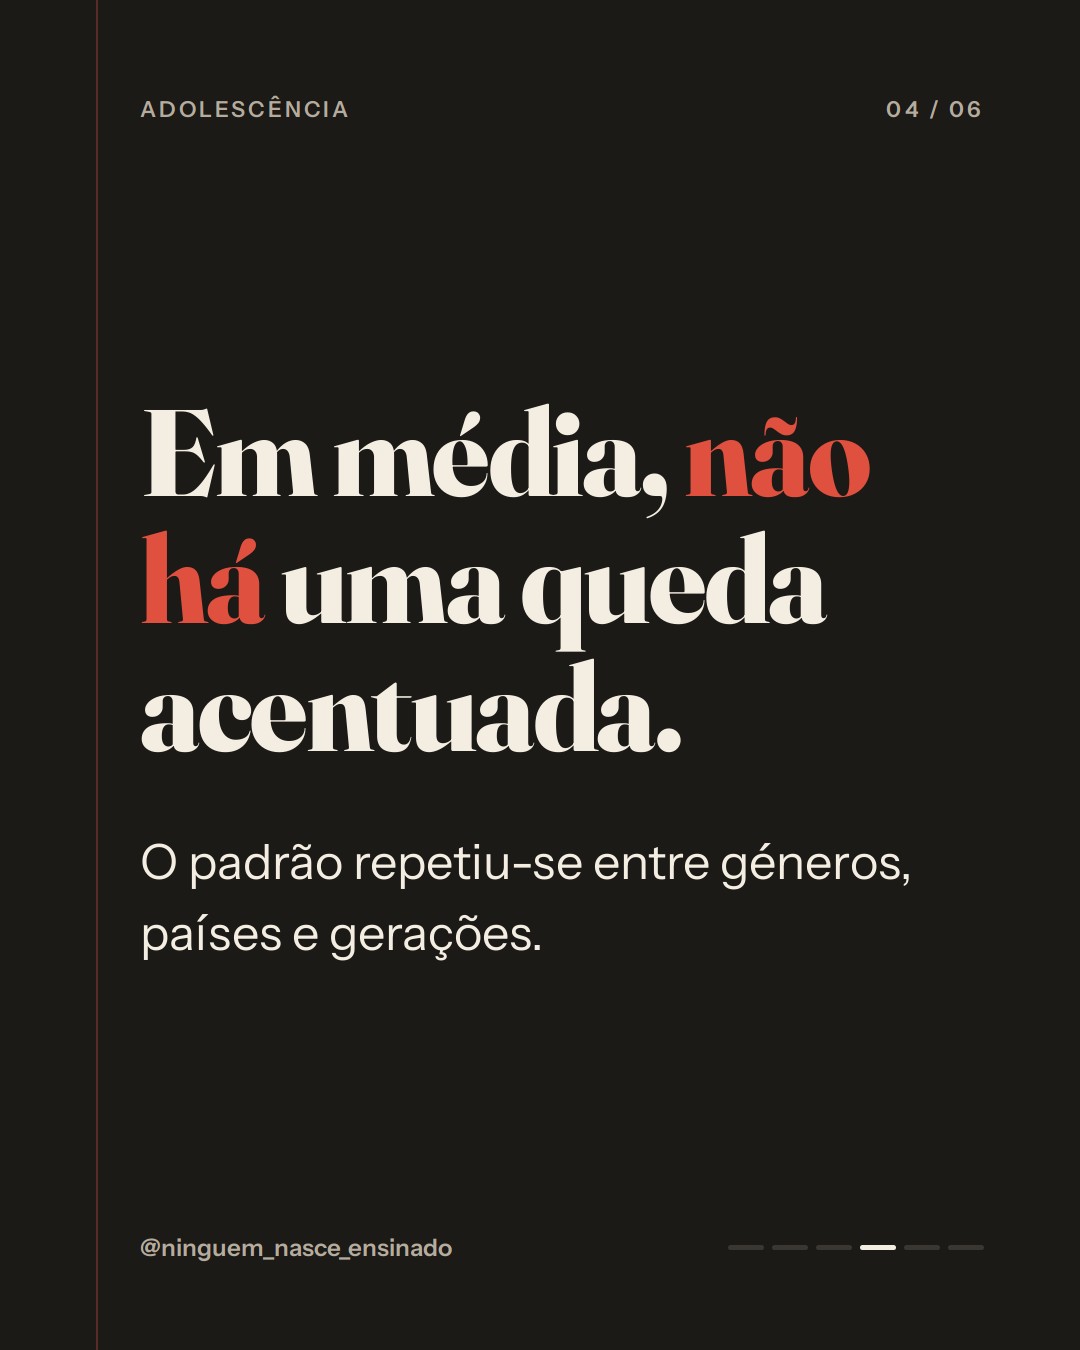 ADOLESCÊNCIA
04 / 06
Em média, não
há uma queda
acentuada.
O padrão repetiu-se entre géneros,
países e gerações.
@ninguem_nasce_ensinado